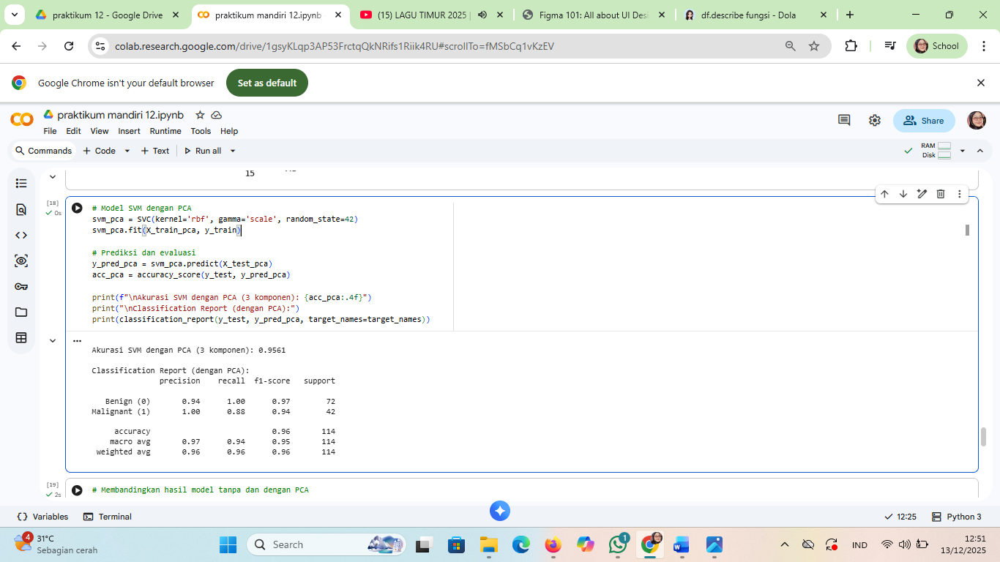 praktikum 12 - Google Drive
praktikum mandiri 12.ipynb -
(15) LAGU TIMUR 2025 |
Figma 101: All about UI Desi
df.describe fungsi - Dola
colab.research.google.com/drive/1gsyKLqp3AP53FrctqQkNRifs1Riik4RU#scrollTo=fMSbCq1vKzEV
School
Google Chrome isn't your default browser
Set as default
praktikum mandiri 12.ipynb
File Edit View Insert Runtime Tools Help
Share
Commands + Code + Text Run all
RAM
Disk
15
[18]
0s
# Model SVM dengan PCA
svm_pca = SVC(kernel='rbf', gamma='scale', random_state=42)
svm_pca.fit(X_train_pca, y_train)
# Prediksi dan evaluasi
y_pred_pca = svm_pca.predict(X_test_pca)
acc_pca = accuracy_score(y_test, y_pred_pca)
print(f"\nAkurasi SVM dengan PCA (3 komponen): {acc_pca:.4f}")
print("\nClassification Report (dengan PCA):")
print(classification_report(y_test, y_pred_pca, target_names=target_names))
Akurasi SVM dengan PCA (3 komponen): 0.9561
Classification Report (dengan PCA):
precision recall f1-score support
Benign (0) 0.94 1.00 0.97 72
Malignant (1) 1.00 0.88 0.94 42
accuracy 0.96 114
macro avg 0.97 0.94 0.95 114
weighted avg 0.96 0.96 0.96 114
[19]
2s
# Membandingkan hasil model tanpa dan dengan PCA
Variables
Terminal
12:25
Python 3
4
31°C
Sebagian cerah
Search
1
IND
12:51
13/12/2025